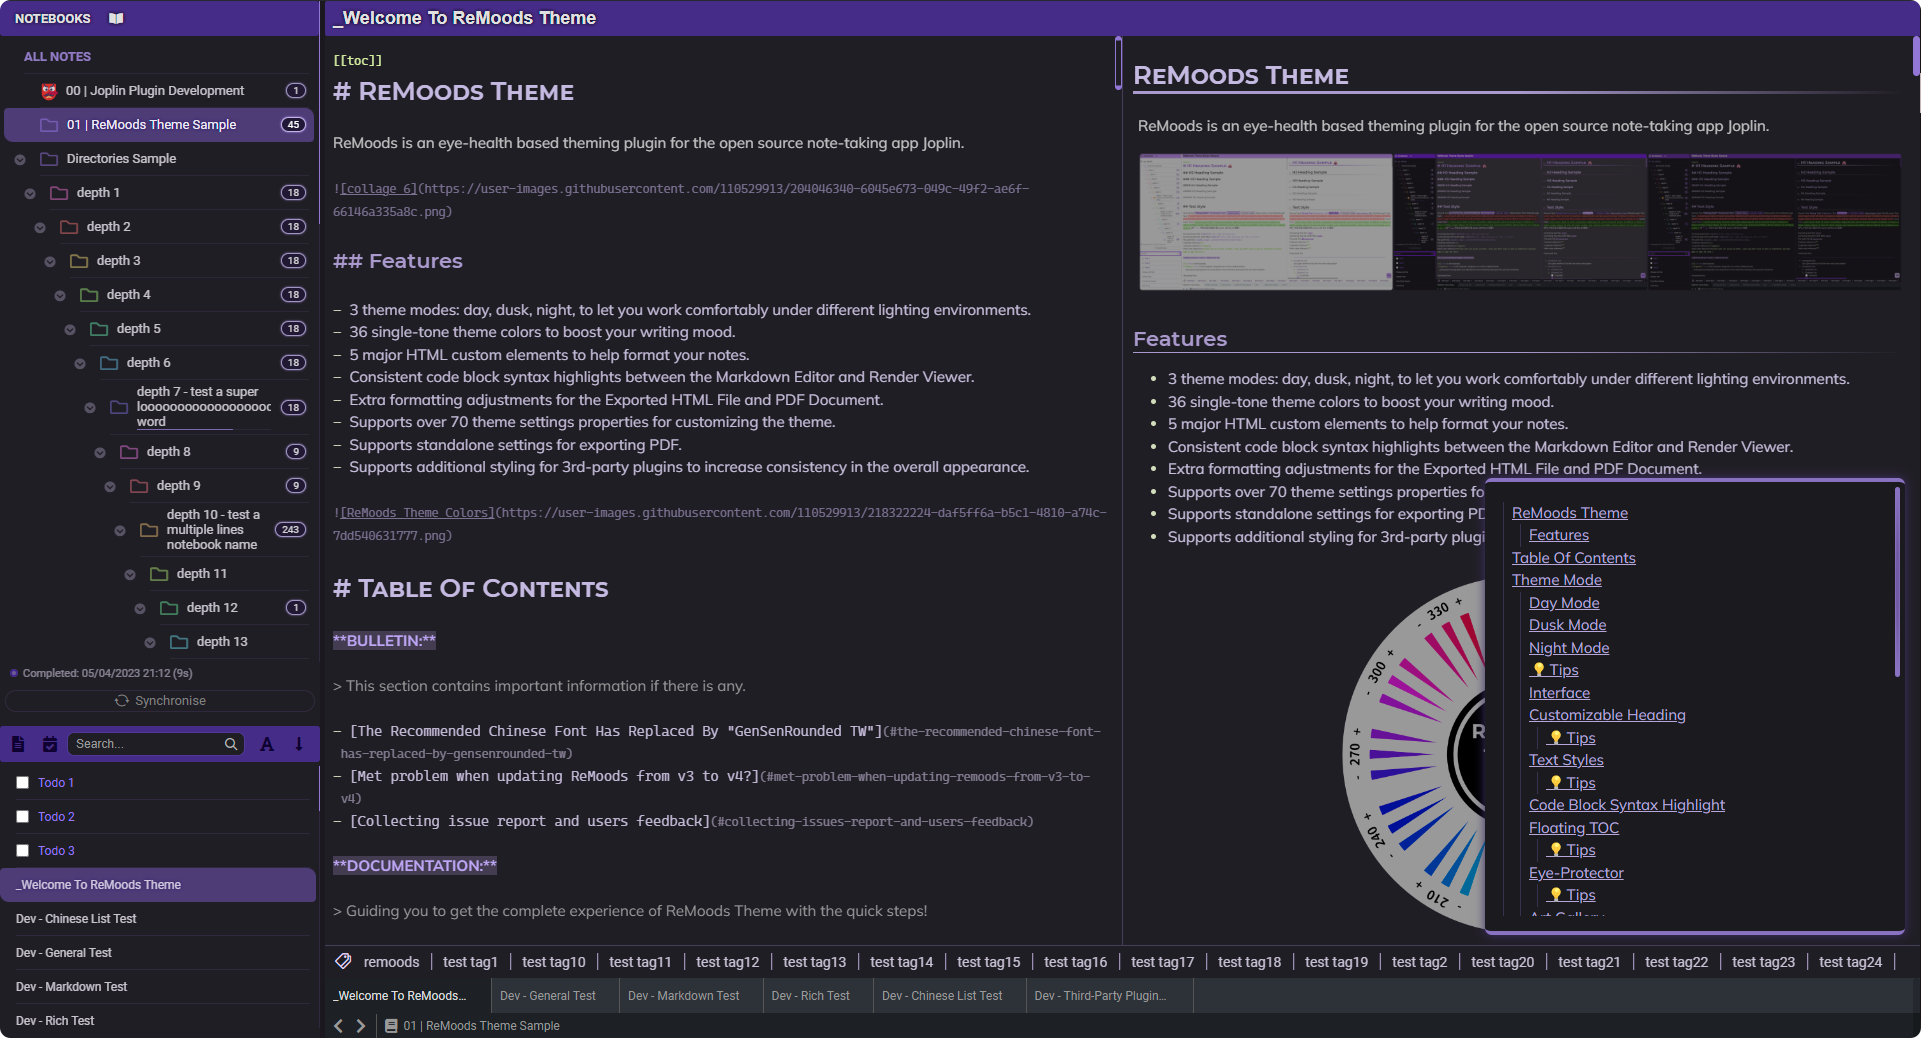 NOTEBOOKS
ALL NOTES
00 | Joplin Plugin Development 1
01 | ReMoods Theme Sample 45
Directories Sample
depth 1 18
depth 2 18
depth 3 18
depth 4 18
depth 5 18
depth 6 18
depth 7 - test a super
looooooooooooooooooc 18
word
depth 8 9
depth 9 9
depth 10 - test a
multiple lines 243
notebook name
depth 11
depth 12 1
depth 13
Completed: 05/04/2023 21:12 (9s)
Synchronise
Search...
A
Todo 1
Todo 2
Todo 3
_Welcome To ReMoods Theme
Dev - Chinese List Test
Dev - General Test
Dev - Markdown Test
Dev - Rich Test
_Welcome To ReMoods Theme
[[toc]]
# ReMoods Theme
ReMoods is an eye-health based theming plugin for the open source note-taking app Joplin.
![collage 6](https://user-images.githubusercontent.com/110529913/204046340-6045e673-049c-49f2-ae6f-
66146a335a8c.png)
## Features
- 3 theme modes: day, dusk, night, to let you work comfortably under different lighting environments.
- 36 single-tone theme colors to boost your writing mood.
- 5 major HTML custom elements to help format your notes.
- Consistent code block syntax highlights between the Markdown Editor and Render Viewer.
- Extra formatting adjustments for the Exported HTML File and PDF Document.
- Supports over 70 theme settings properties for customizing the theme.
- Supports standalone settings for exporting PDF.
- Supports additional styling for 3rd-party plugins to increase consistency in the overall appearance.
![ReMoods Theme Colors](https://user-images.githubusercontent.com/110529913/218322224-daf5ff6a-b5c1-4810-a74c-
7dd540631777.png)
# Table Of Contents
**BULLETIN:**
> This section contains important information if there is any.
- [The Recommended Chinese Font Has Replaced By "GenSenRounded TW"](#the-recommended-chinese-font-
has-replaced-by-gensenrounded-tw)
- [Met problem when updating ReMoods from v3 to v4?](#met-problem-when-updating-remoods-from-v3-to-
v4)
- [Collecting issue report and users feedback](#collecting-issues-report-and-users-feedback)
**DOCUMENTATION:**
> Guiding you to get the complete experience of ReMoods Theme with the quick steps!
ReMoods Theme
ReMoods is an eye-health based theming plugin for the open source note-taking app Joplin.
Features
• 3 theme modes: day, dusk, night, to let you work comfortably under different lighting environments.
• 36 single-tone theme colors to boost your writing mood.
• 5 major HTML custom elements to help format your notes.
• Consistent code block syntax highlights between the Markdown Editor and Render Viewer.
• Extra formatting adjustments for the Exported HTML File and PDF Document.
• Supports over 70 theme settings properties fo
• Supports standalone settings for exporting PD
• Supports additional styling for 3rd-party plugi
- 330 +
- 300 +
- 270 +
- 240 +
- 210 +
R
ReMoods Theme
Features
Table Of Contents
Theme Mode
Day Mode
Dusk Mode
Night Mode
💡 Tips
Interface
Customizable Heading
💡 Tips
Text Styles
💡 Tips
Code Block Syntax Highlight
Floating TOC
💡 Tips
Eye-Protector
💡 Tips
Art Gallery
remoods | test tag1 | test tag10 | test tag11 | test tag12 | test tag13 | test tag14 | test tag15 | test tag16 | test tag17 | test tag18 | test tag19 | test tag2 | test tag20 | test tag21 | test tag22 | test tag23 | test tag24 |
_Welcome To ReMoods... Dev - General Test Dev - Markdown Test Dev - Rich Test Dev - Chinese List Test Dev - Third-Party Plugin...
01 | ReMoods Theme Sample